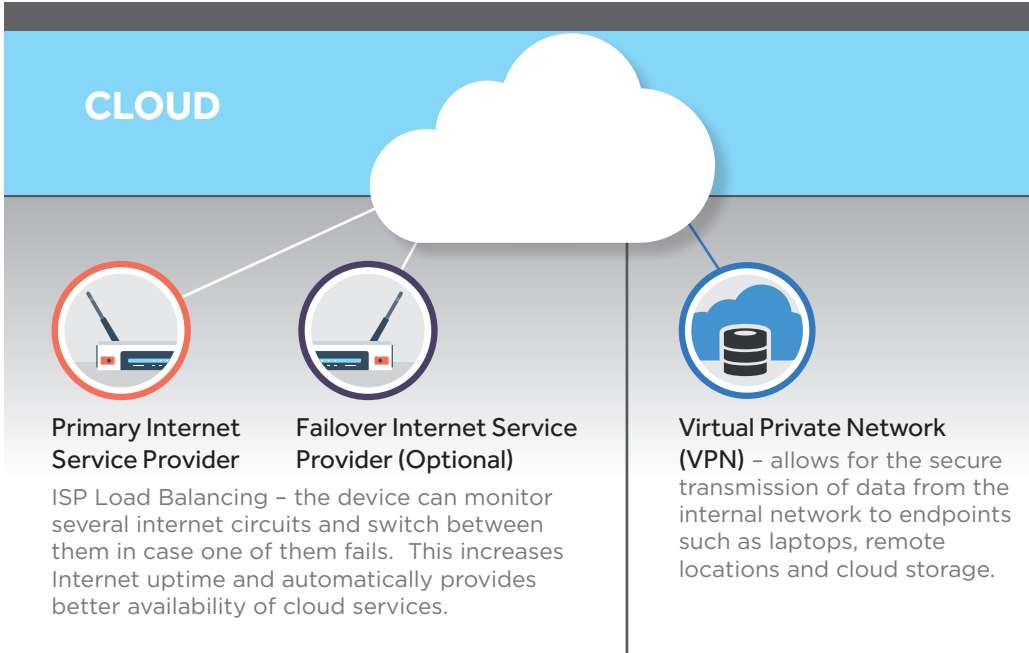 CLOUD
Primary Internet
Service Provider
Failover Internet Service
Provider (Optional)
ISP Load Balancing – the device can monitor
several internet circuits and switch between
them in case one of them fails.  This increases
Internet uptime and automatically provides
better availability of cloud services.
Virtual Private Network
(VPN) – allows for the secure
transmission of data from the
internal network to endpoints
such as laptops, remote
locations and cloud storage.